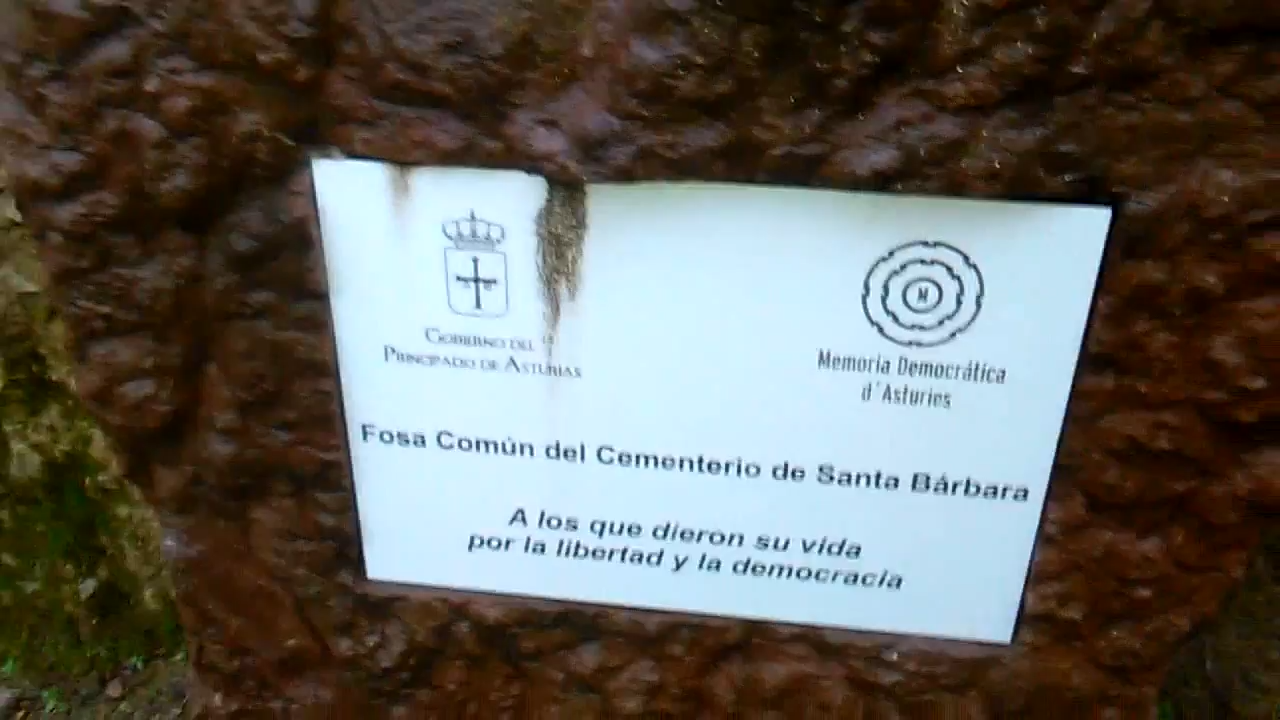 GOBIERNO DEL
PRINCIPADO DE ASTURIAS
M
Memoria Democrática
d'Asturies
Fosa Común del Cementerio de Santa Bárbara
A los que dieron su vida
por la libertad y la democracia